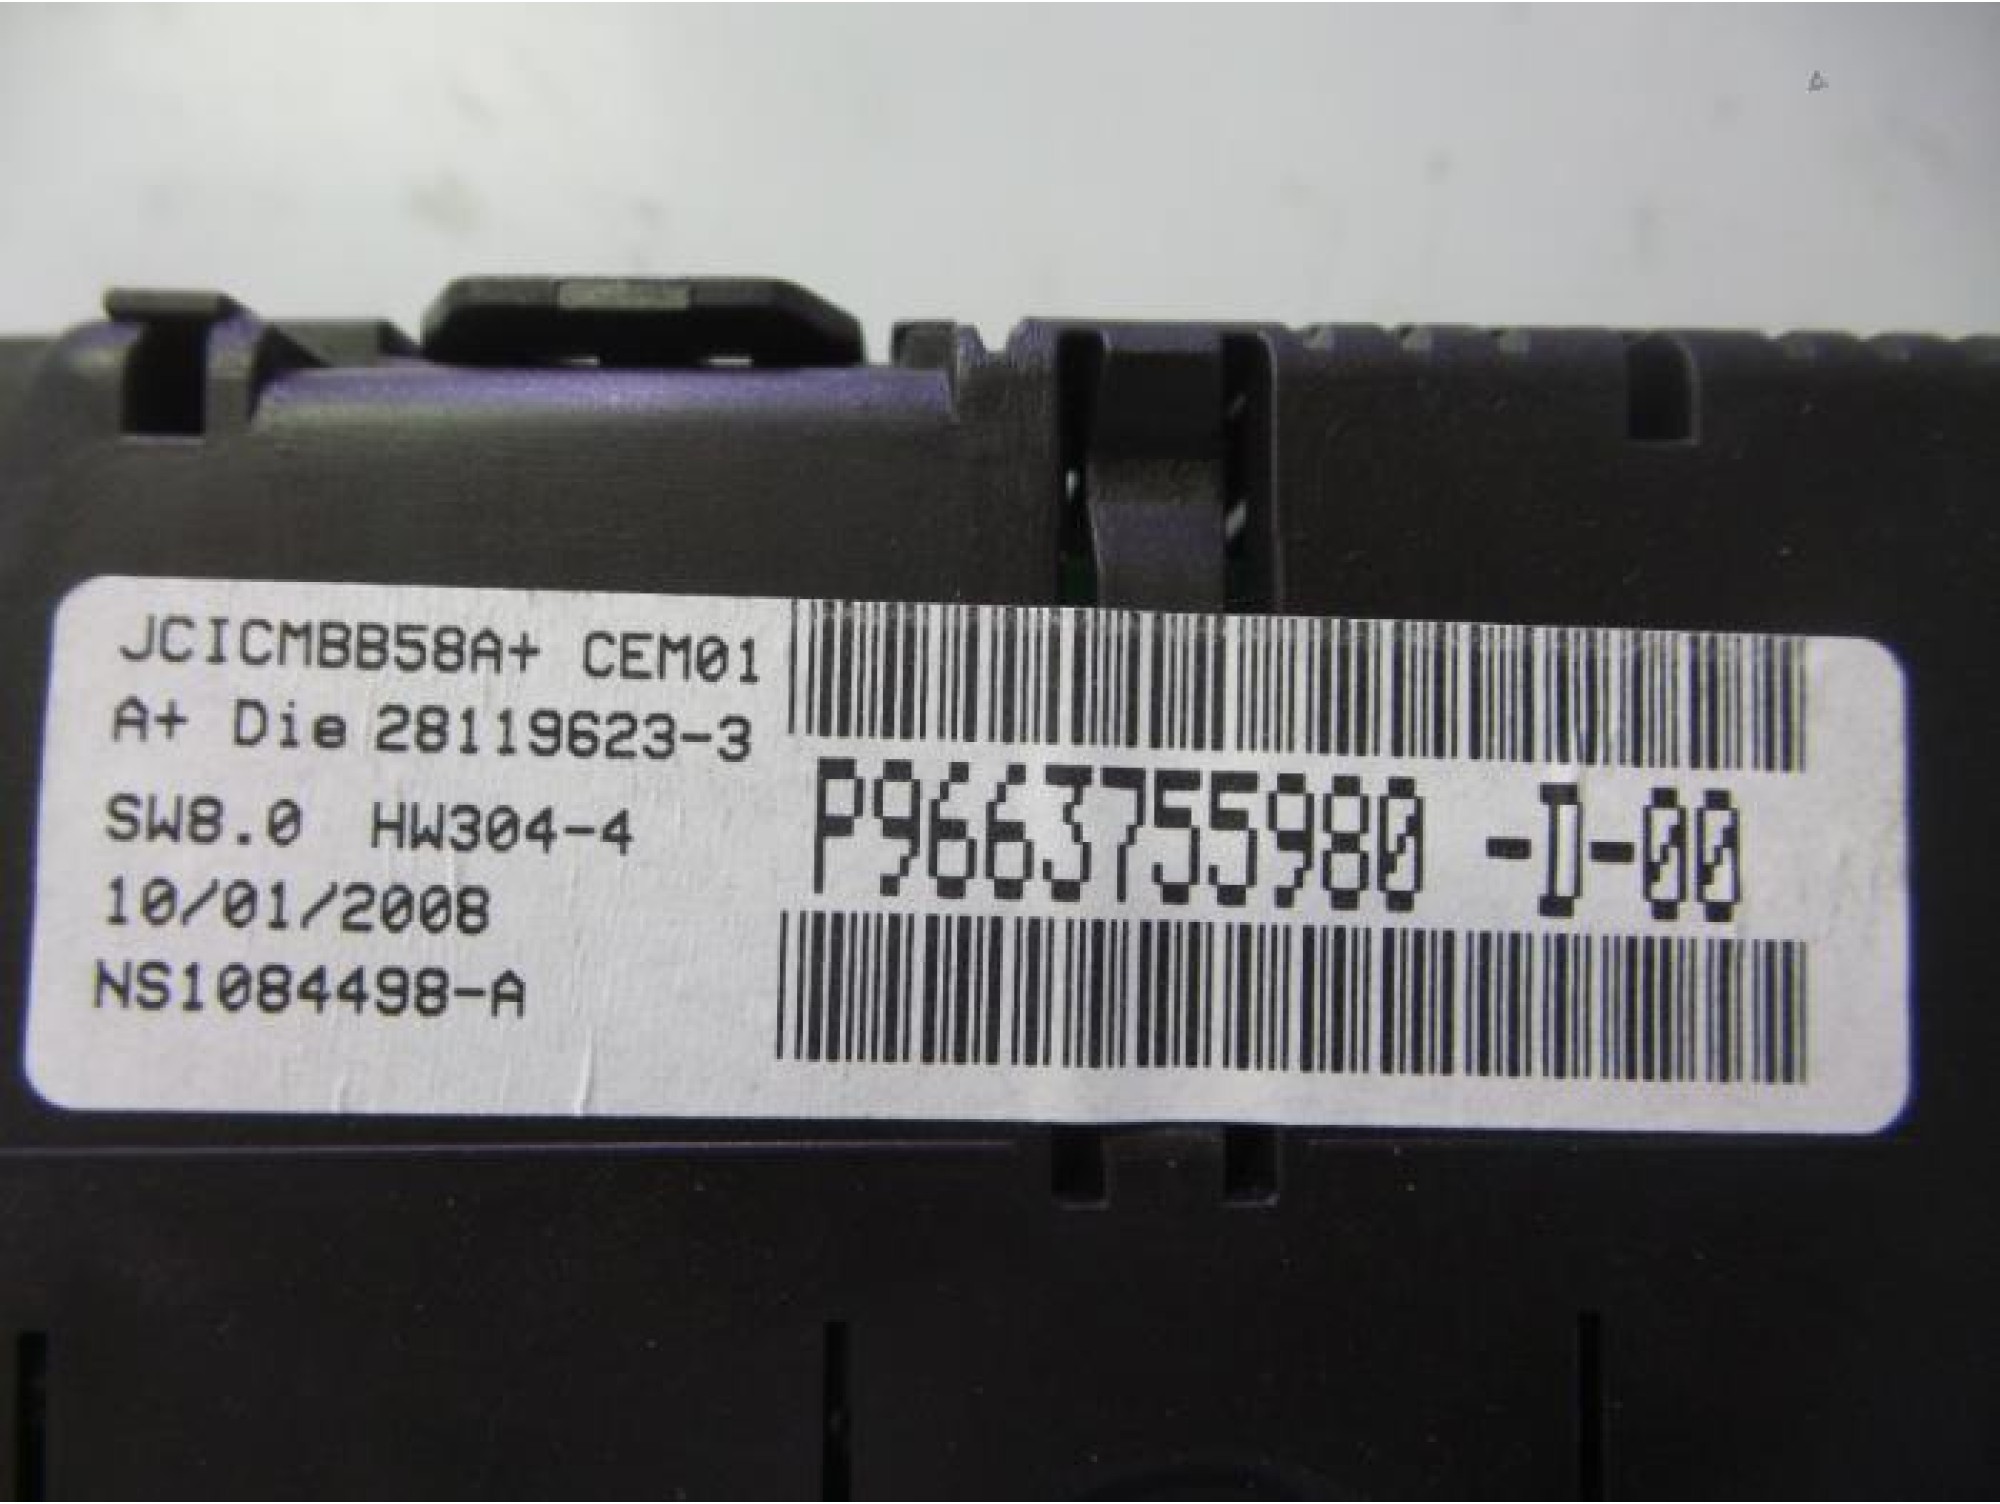 JCICMBB58A+ CEM01
A+ Die 28119623-3
SW8.0 HW304-4
10/01/2008
NS1084498-A
P9663755980 -D-00